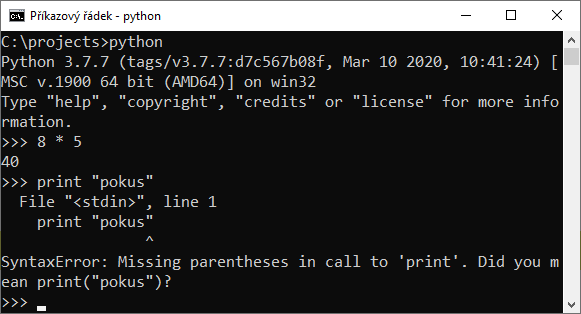 Příkazový řádek - python
C:\projects>python
Python 3.7.7 (tags/v3.7.7:d7c567b08f, Mar 10 2020, 10:41:24) [
MSC v.1900 64 bit (AMD64)] on win32
Type "help", "copyright", "credits" or "license" for more info
rmation.
>>> 8 * 5
40
>>> print "pokus"
  File "<stdin>", line 1
    print "pokus"
                ^
SyntaxError: Missing parentheses in call to 'print'. Did you m
ean print("pokus")?
>>>